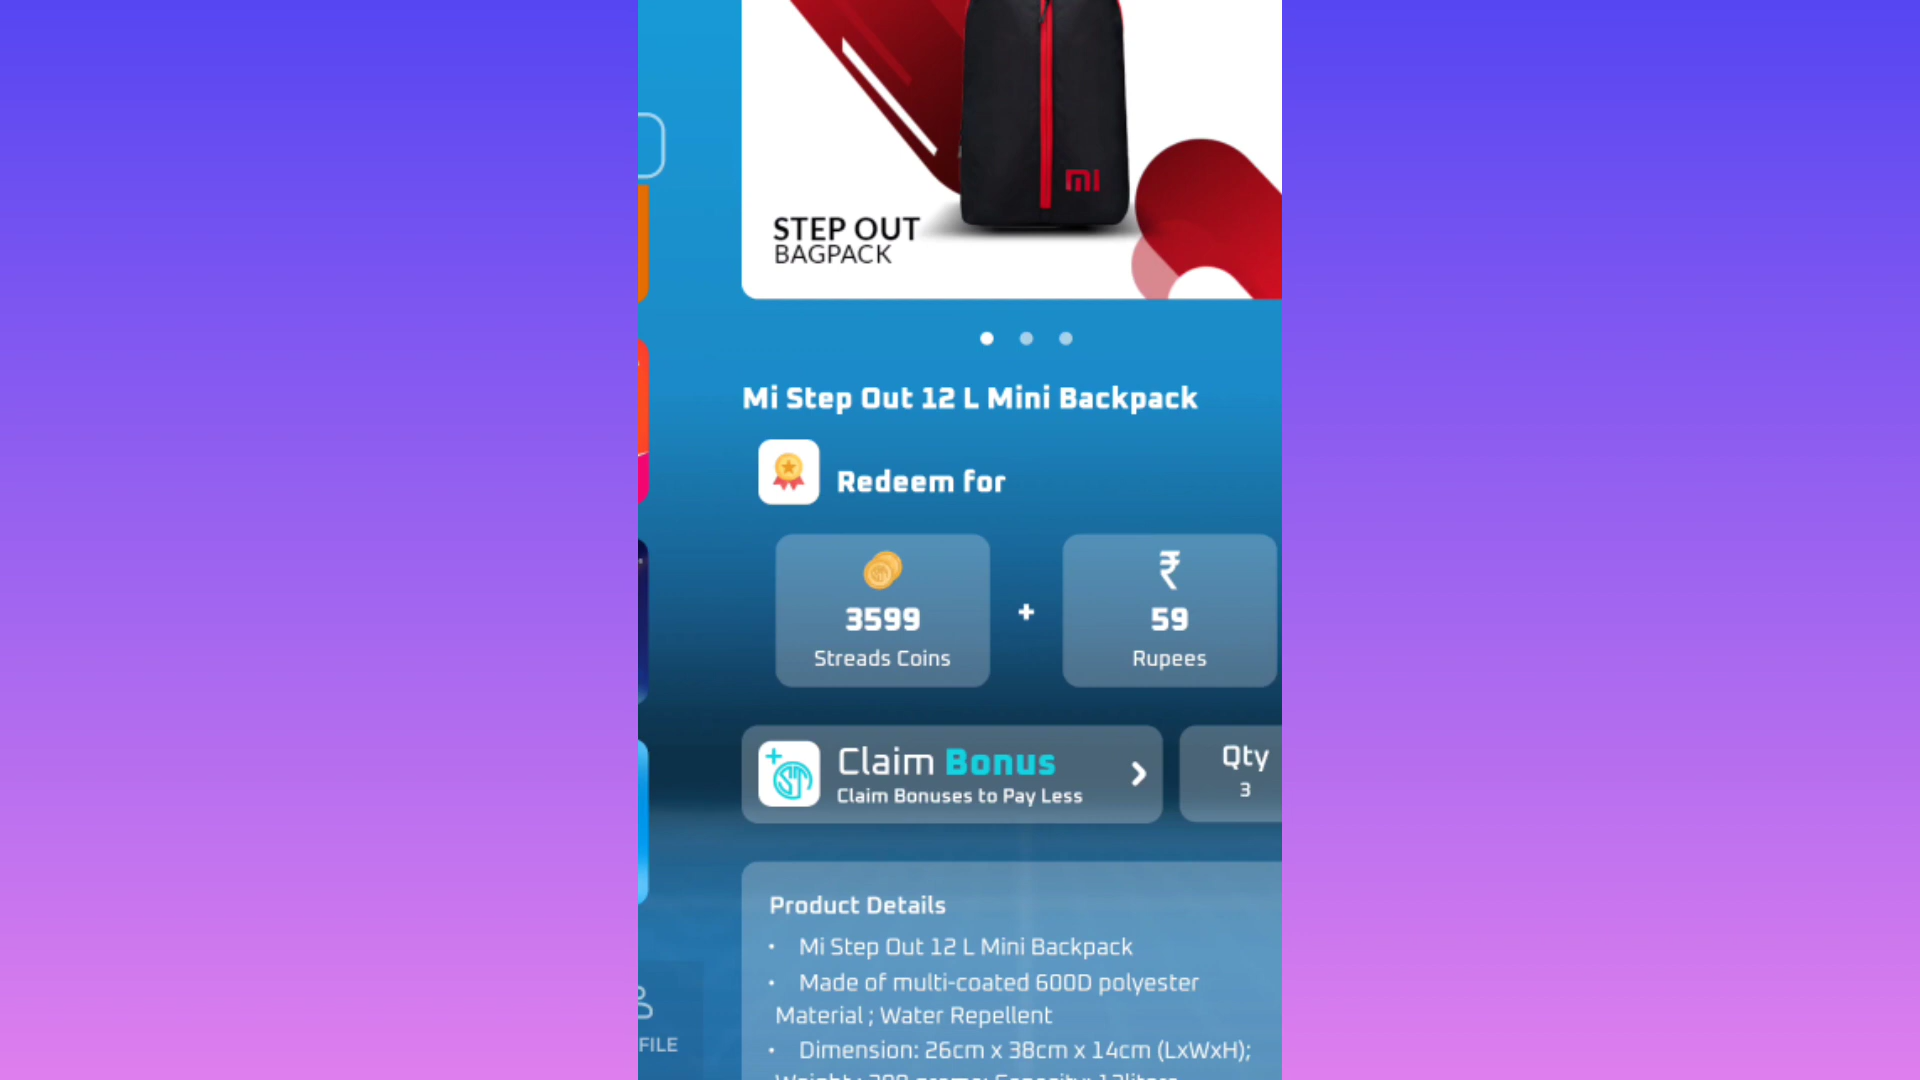 mi
STEP OUT
BAGPACK
Mi Step Out 12 L Mini Backpack
Redeem for
₹
3599
+
59
Streads Coins
Rupees
Claim Bonus
Claim Bonuses to Pay Less
Qty
3
Product Details
• Mi Step Out 12 L Mini Backpack
• Made of multi-coated 600D polyester
Material ; Water Repellent
• Dimension: 26cm x 38cm x 14cm (LxWxH);
FILE